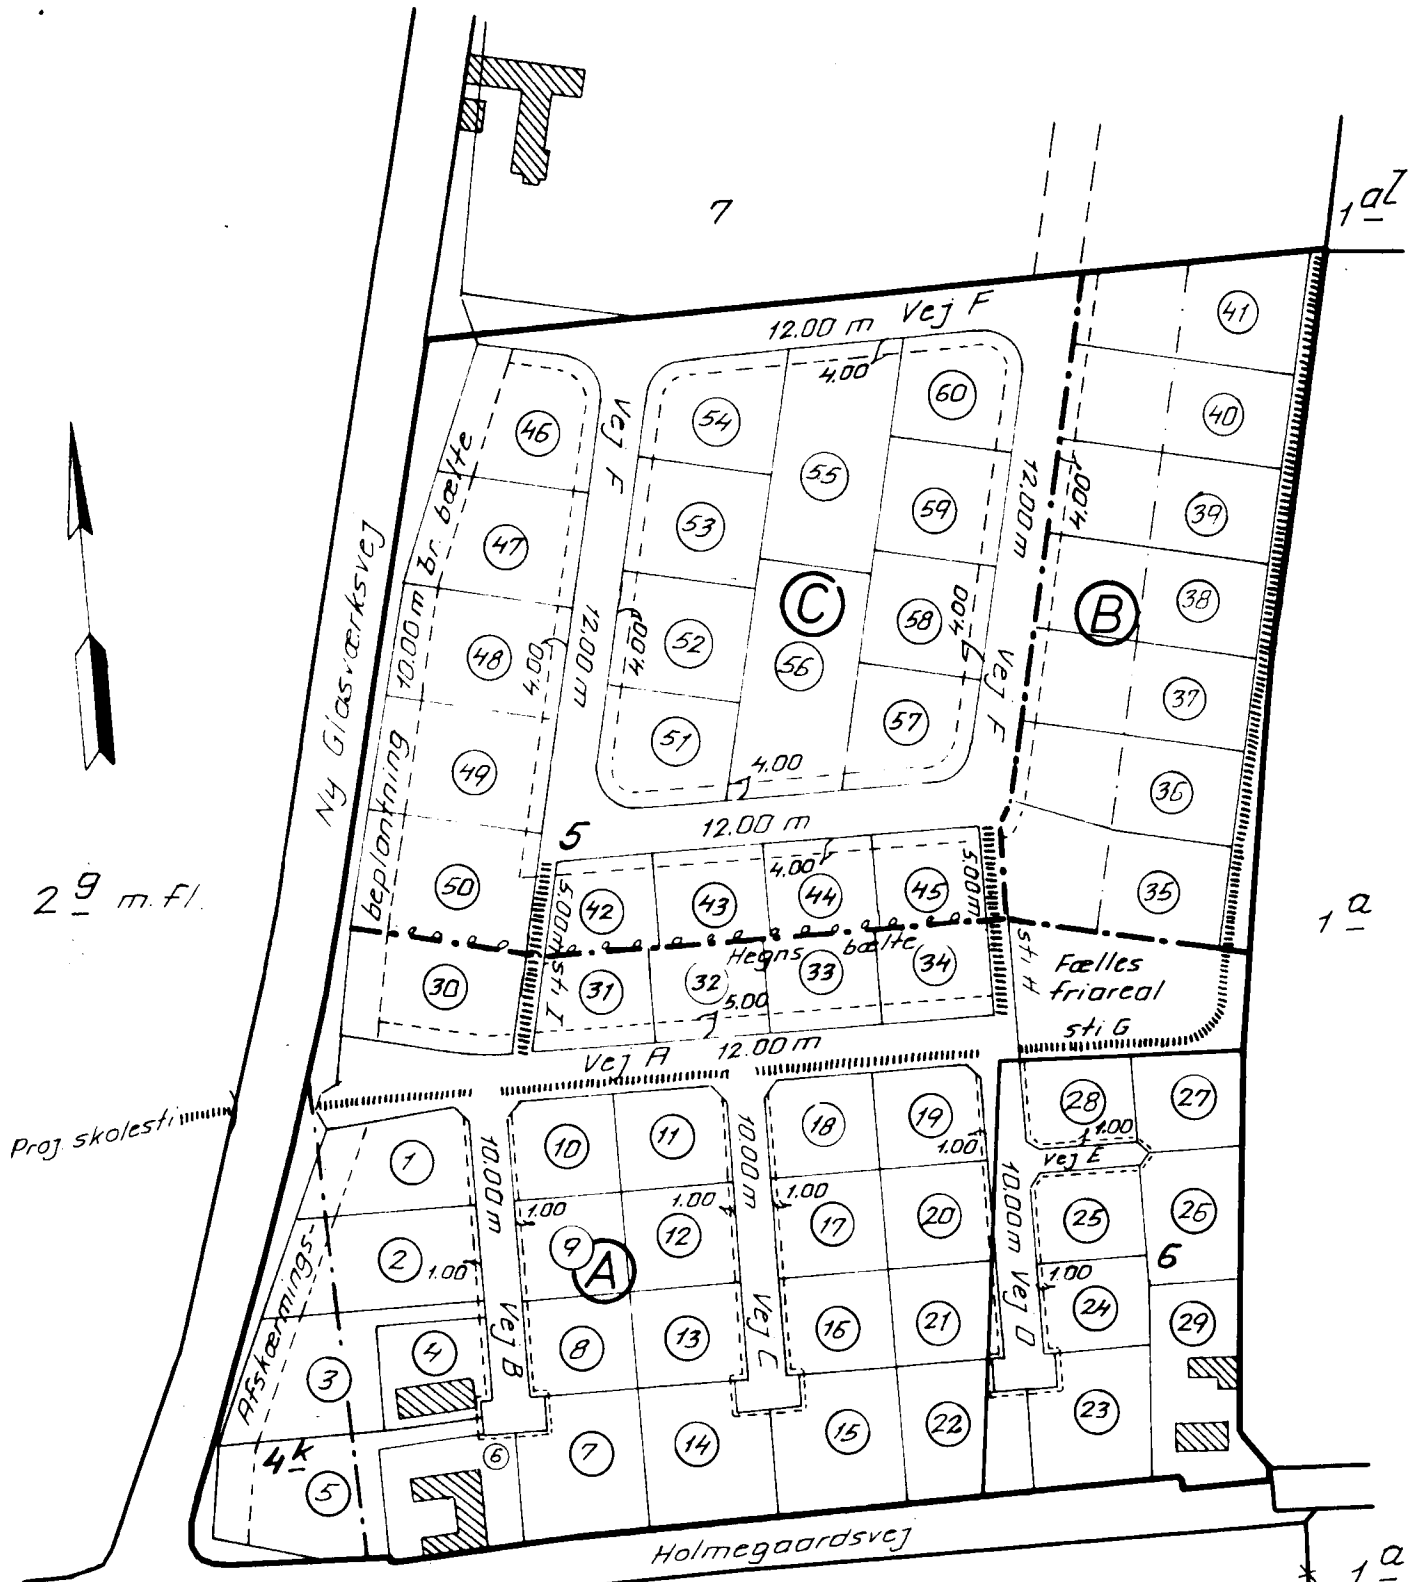 7
1 al
Vej F
12.00 m
4.00
41
60
54
46
40
Vej F
55
12.00 m
4.00
59
39
53
47
10.00 m br. bælte
beplantning
Ny Glasværksvej
C
B
38
58
4.00
52
4.00
12.00 m
48
4.00
56
Vej F
37
57
51
49
4.00
36
12.00 m
5
50
4.00
42
43
44
45
5.00 m
35
2 g m. fl.
1 a
5.00 m sti I
Hegns bælte
sti H
Fælles
friareal
30
31
32
33
34
5.00
sti G
Vej A
12.00 m
Proj. skolesti
28
27
1.00
10
11
18
19
1.00
1
10.00 m
10.00 m
vej E
10.00 m
1.00
1.00
1.00
2
1.00
9
12
17
20
25
26
6
A
1.00
Afskærmings-
Vej B
Vej C
Vej D
24
29
4
8
13
16
21
3
23
22
15
14
7
6
4 k
5
Holmegaardsvej
1 a